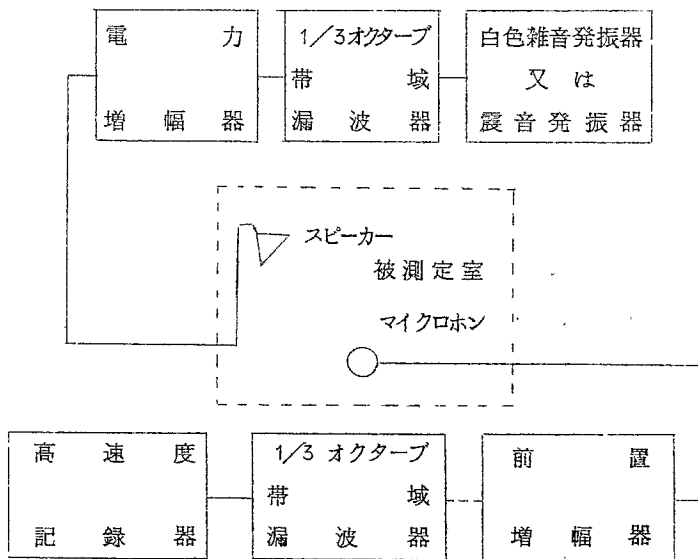 電力
増幅器
1/3オクターブ
帯域
漏波器
白色雑音発振器
又は
震音発振器
スピーカー
被測定室
マイクロホン
高速度
記録器
1/3 オクターブ
帯域
漏波器
前置
増幅器